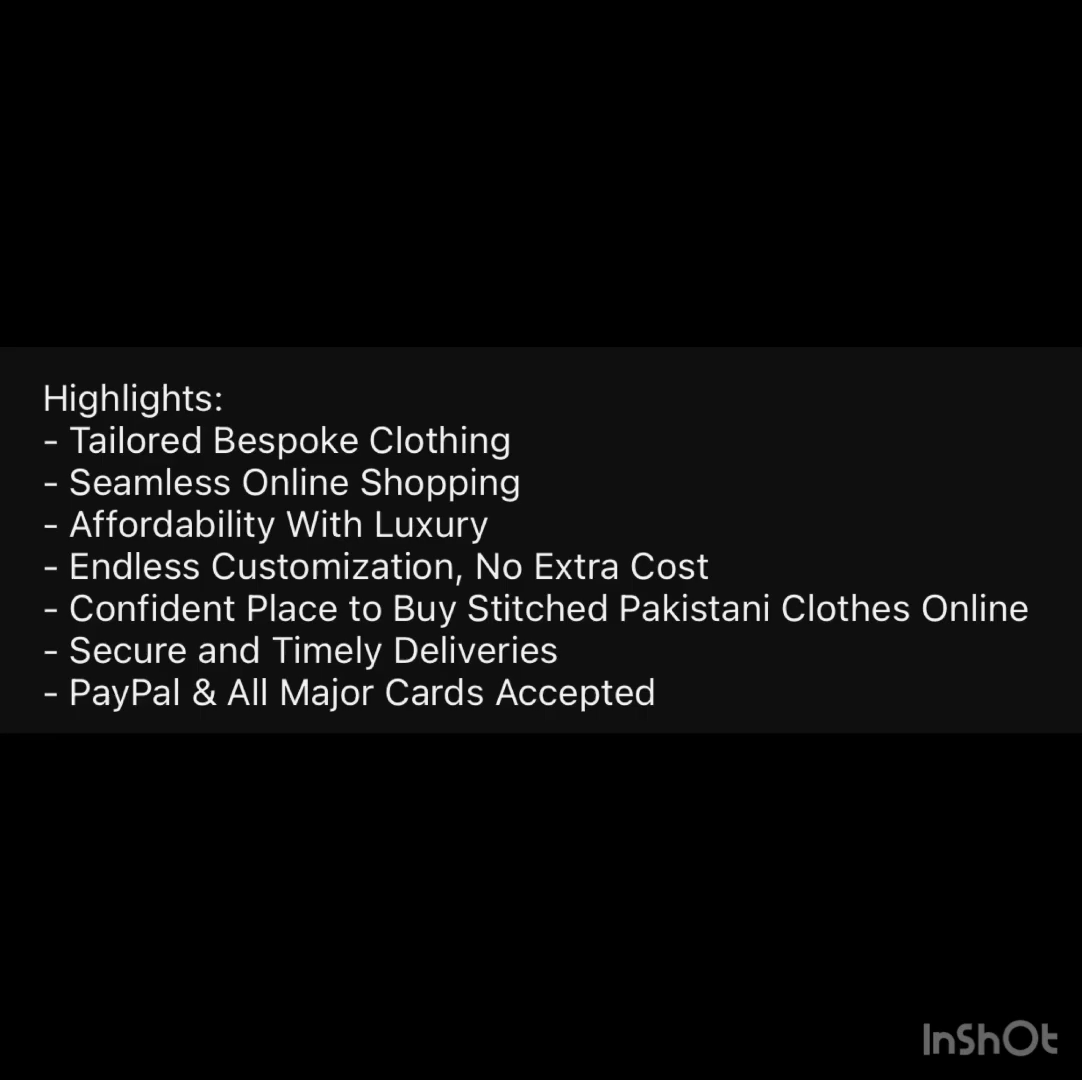 Highlights:
- Tailored Bespoke Clothing
- Seamless Online Shopping
- Affordability With Luxury
- Endless Customization, No Extra Cost
- Confident Place to Buy Stitched Pakistani Clothes Online
- Secure and Timely Deliveries
- PayPal & All Major Cards Accepted
InShOt